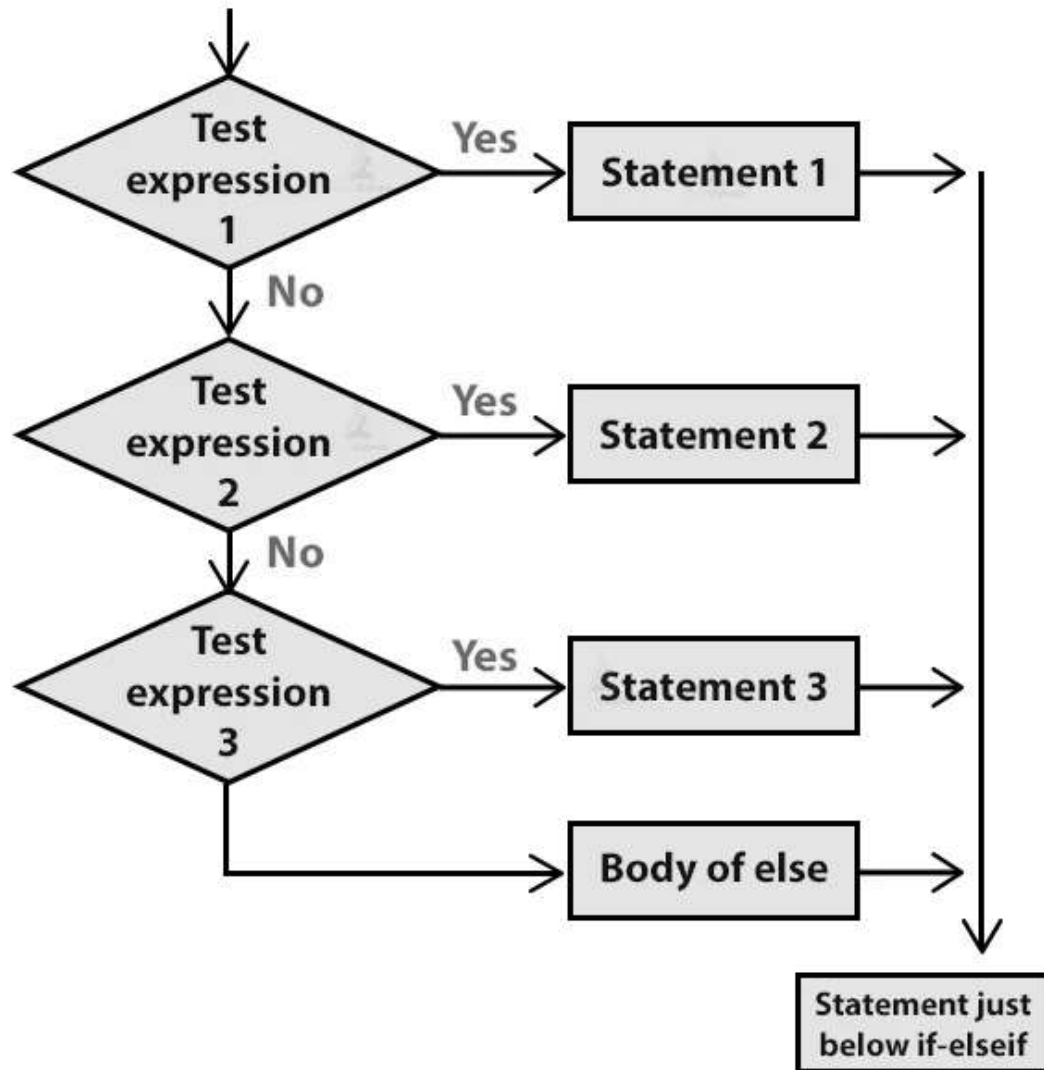 Test
expression
1
Yes
Statement 1
No
Test
expression
2
Yes
Statement 2
No
Test
expression
3
Yes
Statement 3
Body of else
Statement just
below if-elseif